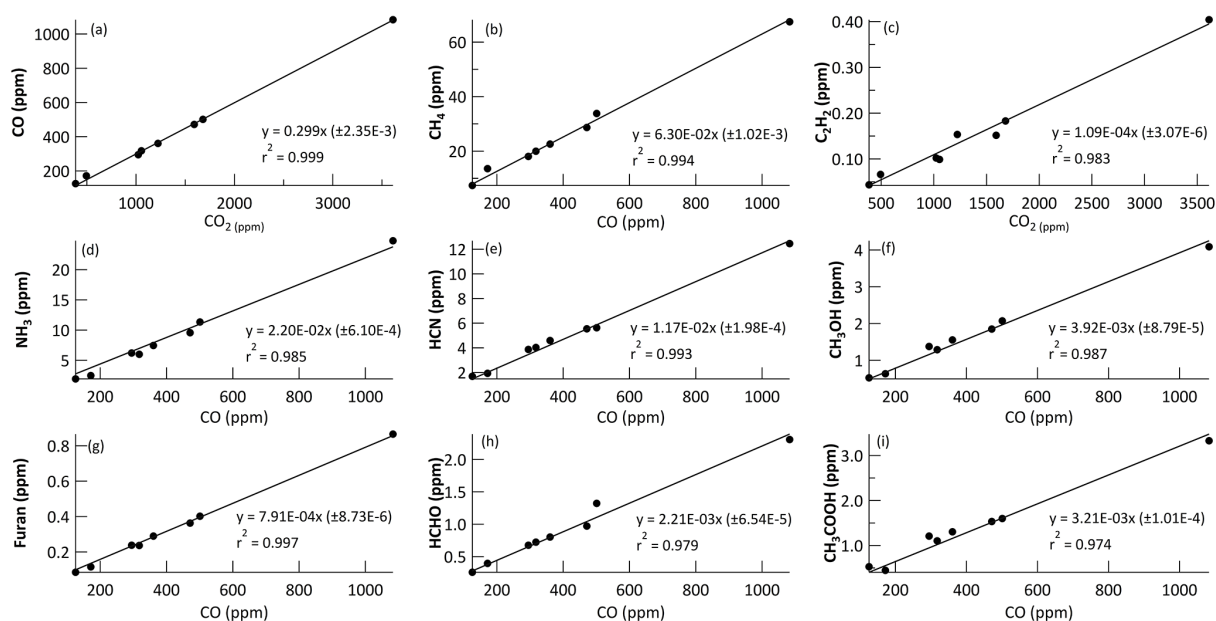 (a)
CO (ppm)
1000
800
600
400
200
y = 0.299x (±2.35E-3)
r² = 0.999
1000 2000 3000
CO₂ (ppm)
(b)
CH₄ (ppm)
60
40
20
y = 6.30E-02x (±1.02E-3)
r² = 0.994
200 400 600 800 1000
CO (ppm)
(c)
C₂H₂ (ppm)
0.40
0.30
0.20
0.10
y = 1.09E-04x (±3.07E-6)
r² = 0.983
500 1000 1500 2000 2500 3000 3500
CO₂ (ppm)
(d)
NH₃ (ppm)
20
15
10
5
y = 2.20E-02x (±6.10E-4)
r² = 0.985
200 400 600 800 1000
CO (ppm)
(e)
HCN (ppm)
12
10
8
6
4
2
y = 1.17E-02x (±1.98E-4)
r² = 0.993
200 400 600 800 1000
CO (ppm)
(f)
CH₃OH (ppm)
4
3
2
1
y = 3.92E-03x (±8.79E-5)
r² = 0.987
200 400 600 800 1000
CO (ppm)
(g)
Furan (ppm)
0.8
0.6
0.4
0.2
y = 7.91E-04x (±8.73E-6)
r² = 0.997
200 400 600 800 1000
CO (ppm)
(h)
HCHO (ppm)
2.0
1.5
1.0
0.5
y = 2.21E-03x (±6.54E-5)
r² = 0.979
200 400 600 800 1000
CO (ppm)
(i)
CH₃COOH (ppm)
3.0
2.0
1.0
y = 3.21E-03x (±1.01E-4)
r² = 0.974
200 400 600 800 1000
CO (ppm)